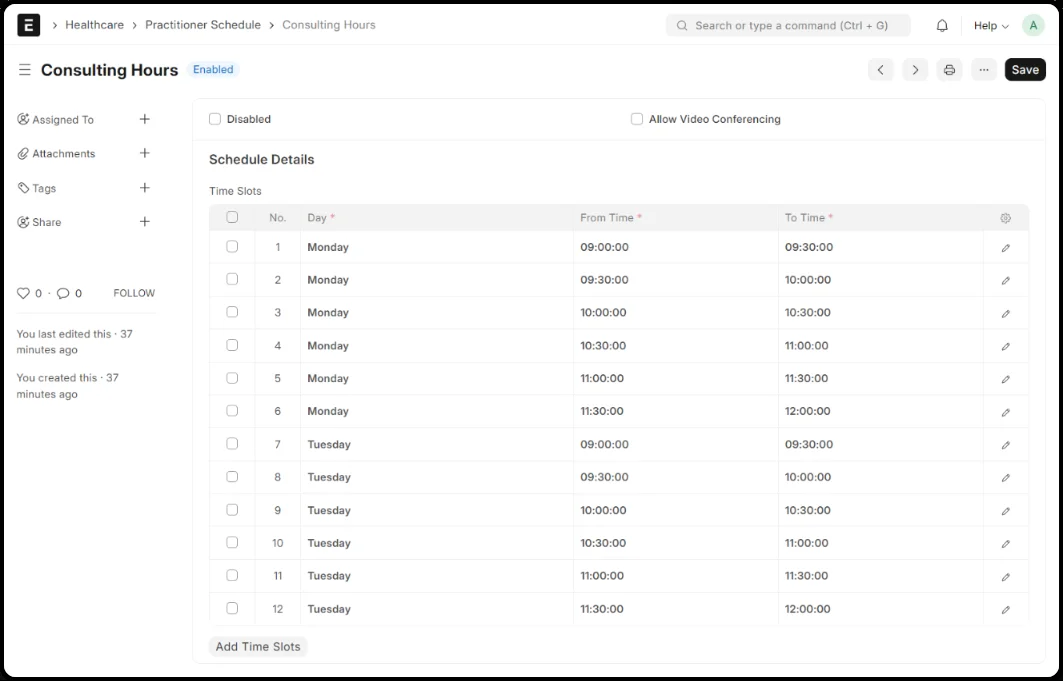 E Healthcare Practitioner Schedule Consulting Hours Search or type a command (Ctrl + G) Help A
Consulting Hours Enabled ... Save
Assigned To +
Attachments +
Tags +
Share +
0 · 0 FOLLOW
You last edited this · 37
minutes ago
You created this · 37
minutes ago
Disabled Allow Video Conferencing
Schedule Details
Time Slots
No. Day * From Time * To Time *
1 Monday 09:00:00 09:30:00
2 Monday 09:30:00 10:00:00
3 Monday 10:00:00 10:30:00
4 Monday 10:30:00 11:00:00
5 Monday 11:00:00 11:30:00
6 Monday 11:30:00 12:00:00
7 Tuesday 09:00:00 09:30:00
8 Tuesday 09:30:00 10:00:00
9 Tuesday 10:00:00 10:30:00
10 Tuesday 10:30:00 11:00:00
11 Tuesday 11:00:00 11:30:00
12 Tuesday 11:30:00 12:00:00
Add Time Slots